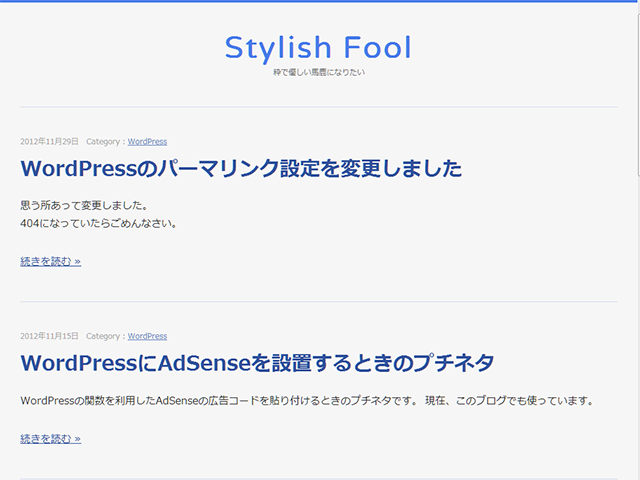 Stylish Fool
粋で優しい馬鹿になりたい
2012年11月29日 Category : WordPress
WordPressのパーマリンク設定を変更しました
思う所あって変更しました。
404になっていたらごめんなさい。
続きを読む »
2012年11月15日 Category : WordPress
WordPressにAdSenseを設置するときのプチネタ
WordPressの関数を利用したAdSenseの広告コードを貼り付けるときのプチネタです。 現在、このブログでも使っています。
続きを読む »